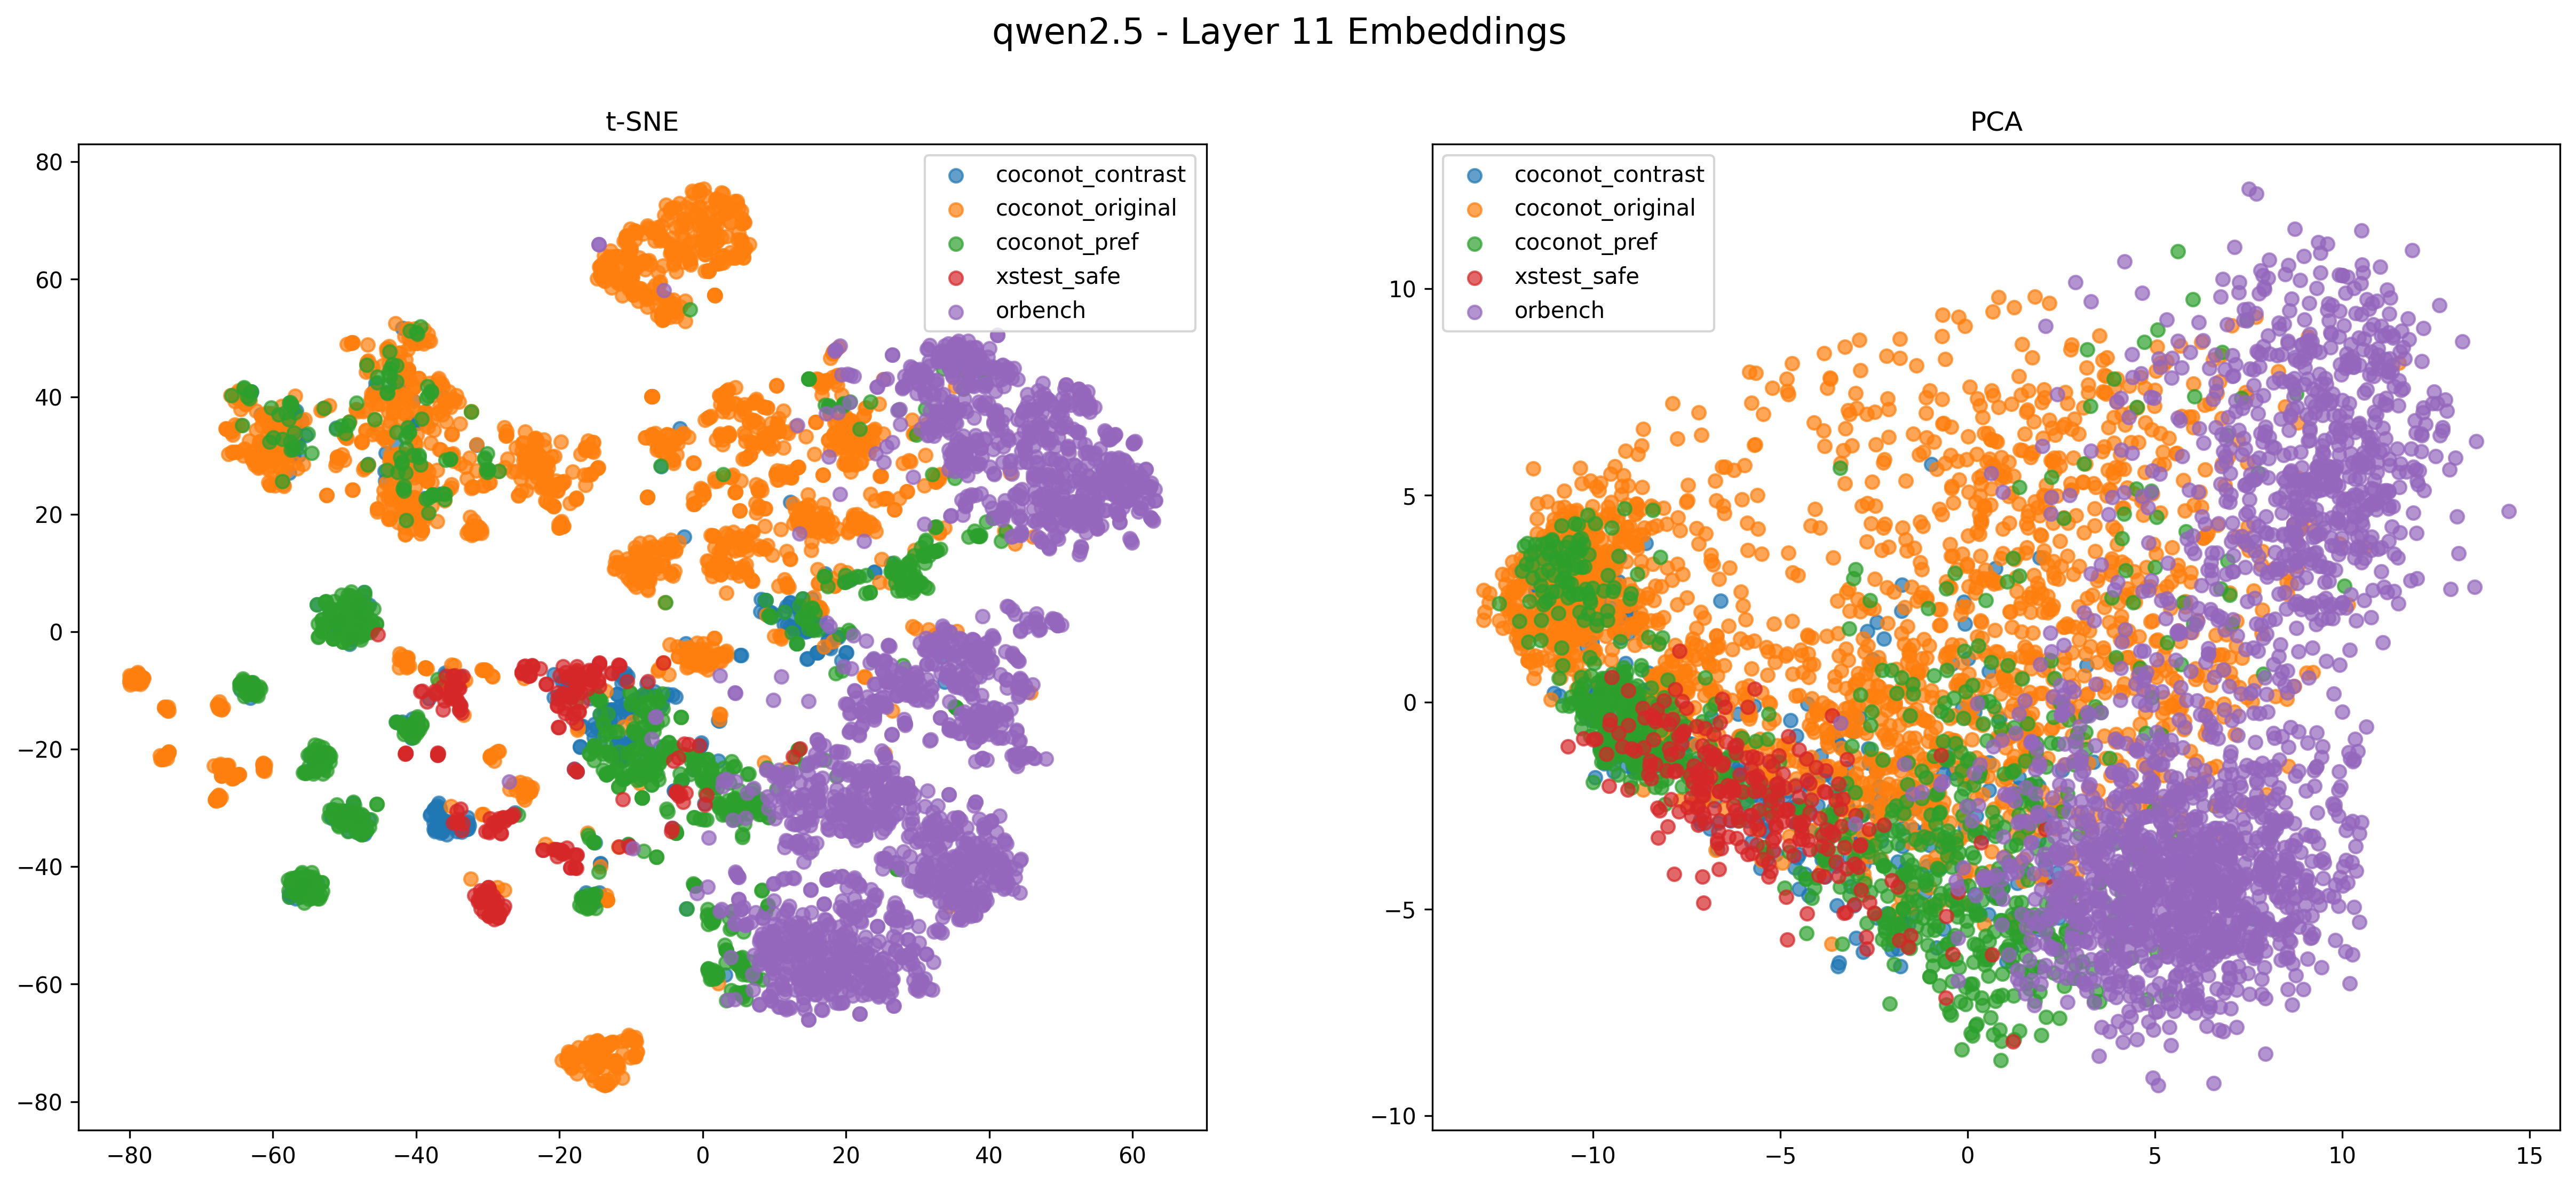 qwen2.5 - Layer 11 Embeddings
t-SNE
80
60
40
20
0
−20
−40
−60
−80
−80 −60 −40 −20 0 20 40 60
coconot_contrast
coconot_original
coconot_pref
xstest_safe
orbench
PCA
10
5
0
−5
−10
−10 −5 0 5 10 15
coconot_contrast
coconot_original
coconot_pref
xstest_safe
orbench